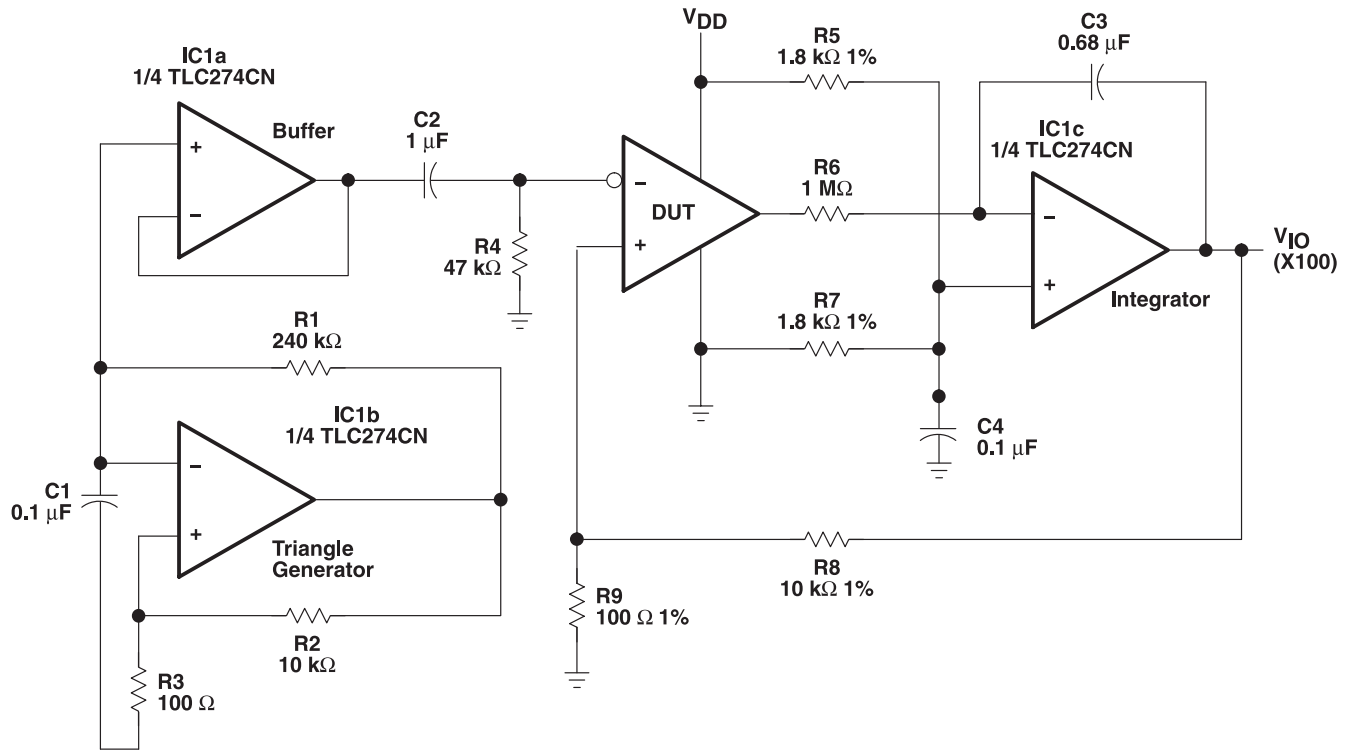 IC1a
1/4 TLC274CN
+
−
Buffer
C2
1 µF
R4
47 kΩ
VDD
−
+
DUT
R5
1.8 kΩ 1%
R6
1 MΩ
R7
1.8 kΩ 1%
C3
0.68 µF
IC1c
1/4 TLC274CN
−
+
Integrator
VIO
(X100)
R1
240 kΩ
IC1b
1/4 TLC274CN
−
+
Triangle
Generator
C1
0.1 µF
R2
10 kΩ
R3
100 Ω
C4
0.1 µF
R8
10 kΩ 1%
R9
100 Ω 1%